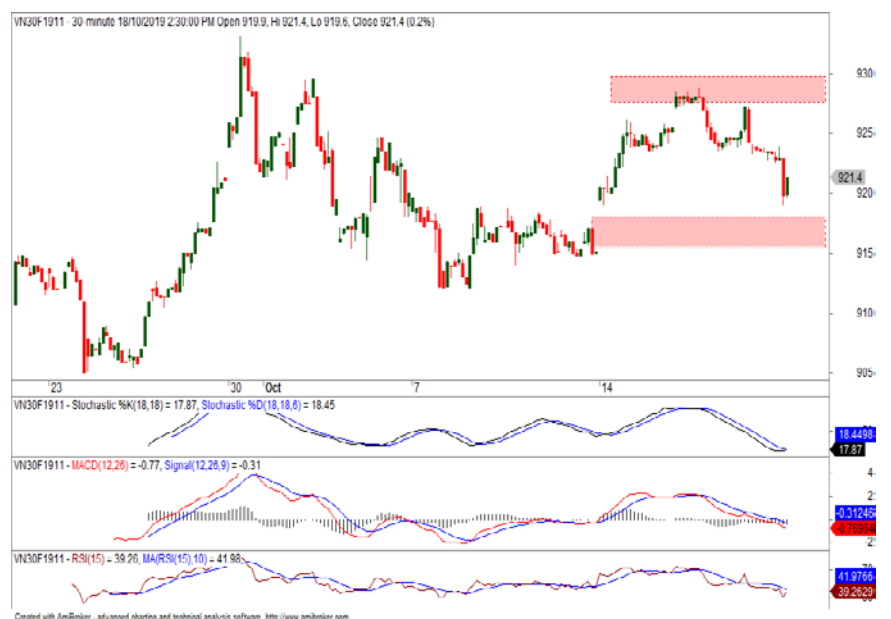 VN30F1911 - 30-minute 18/10/2019 2:30:00 PM Open 919.9, Hi 921.4, Lo 919.6, Close 921.4 (0.2%)
930
925
921.4
920
915
910
905
23 30 Oct 7 14
VN30F1911 - Stochastic %K(18,18) = 17.87, Stochastic %D(18,18,6) = 18.45
18.4498
17.87
VN30F1911 - MACD(12,26) = -0.77, Signal(12,26,9) = -0.31
4
2
-0.31246
2
VN30F1911 - RSI(15) = 39.26, MA(RSI(15),10) = 41.98
41.9766
39.2629
Created with AmiBroker - advanced charting and technical analysis software. http://www.amibroker.com